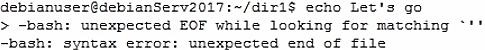 debianuser@debianServ2017:~/dir1$ echo Let's go
> -bash: unexpected EOF while looking for matching `''
-bash: syntax error: unexpected end of file